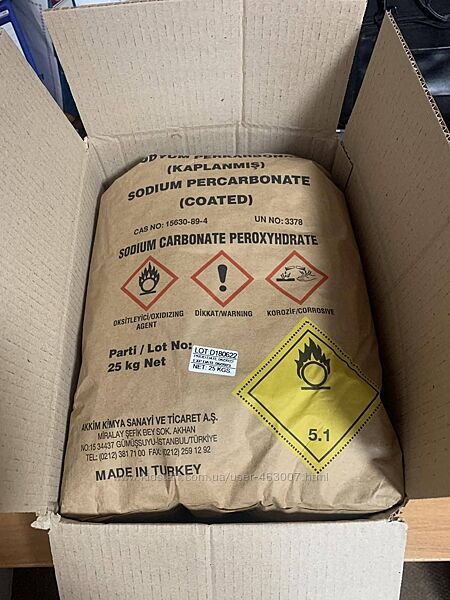 (KAPLANMIŞ)
SODIUM PERCARBONATE
(COATED)
CAS NO: 15630-89-4 UN NO: 3378
SODIUM CARBONATE PEROXYHDRATE
OKSİTLEYİCİ/OXIDIZING
AGENT
DİKKAT/WARNING
KOROZİF/CORROSIVE
Parti / Lot No:
25 kg Net
LOT D180622
NET: 25 KGS.
5.1
AKKİM KİMYA SANAYİ VE TİCARET A.Ş.
MİRALAY ŞEFİK BEY SOK. AKHAN
NO:15 34437 GÜMÜŞSUYU-İSTANBUL/TÜRKİYE
TEL: (0212) 381 71 00 FAX: (0212) 259 12 92
MADE IN TURKEY